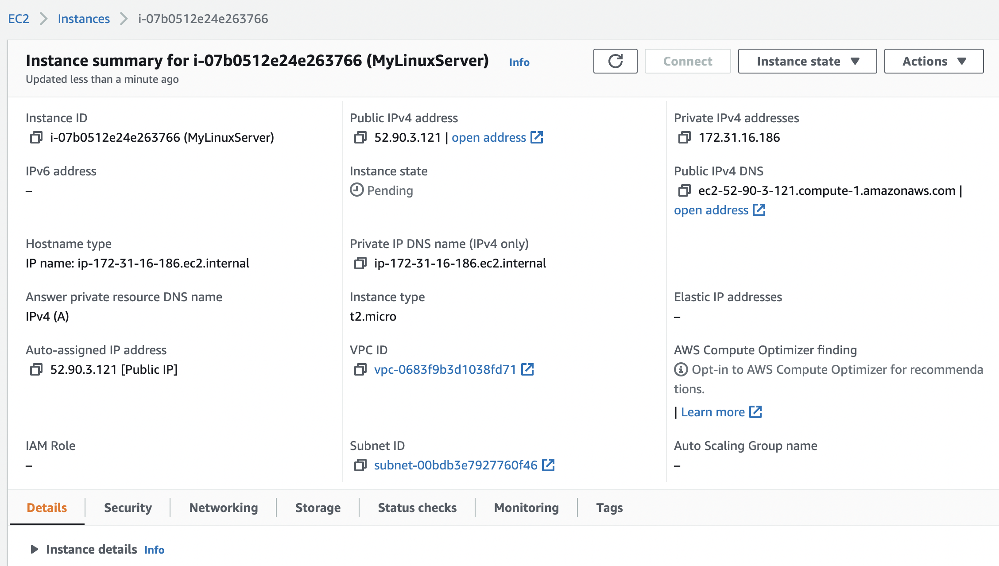 EC2 Instances i-07b0512e24e263766
Instance summary for i-07b0512e24e263766 (MyLinuxServer) Info
Updated less than a minute ago
Connect
Instance state
Actions
Instance ID
i-07b0512e24e263766 (MyLinuxServer)
Public IPv4 address
52.90.3.121 | open address
Private IPv4 addresses
172.31.16.186
IPv6 address
–
Instance state
Pending
Public IPv4 DNS
ec2-52-90-3-121.compute-1.amazonaws.com |
open address
Hostname type
IP name: ip-172-31-16-186.ec2.internal
Private IP DNS name (IPv4 only)
ip-172-31-16-186.ec2.internal
Answer private resource DNS name
IPv4 (A)
Instance type
t2.micro
Elastic IP addresses
–
Auto-assigned IP address
52.90.3.121 [Public IP]
VPC ID
vpc-0683f9b3d1038fd71
AWS Compute Optimizer finding
Opt-in to AWS Compute Optimizer for recommenda
tions.
| Learn more
IAM Role
–
Subnet ID
subnet-00bdb3e7927760f46
Auto Scaling Group name
–
Details Security Networking Storage Status checks Monitoring Tags
Instance details Info